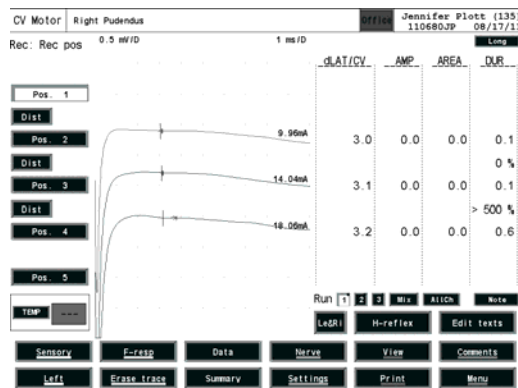 CV Motor Right Pudendus Office Jennifer Plott (135
110680JP 08/17/1
Rec: Rec pos 0.5 mV/D 1 ms/D Long
dLAT/CV AMP AREA DUR
Pos. 1
Dist
Pos. 2 9.96mA 3.0 0.0 0.0 0.1
Dist 0 %
Pos. 3 14.04mA 3.1 0.0 0.0 0.1
Dist > 500 %
Pos. 4 18.06mA 3.2 0.0 0.0 0.6
Pos. 5
Run 1 2 3 Mix AllCh Note
TEMP ---
Le&Ri H-reflex Edit texts
Sensory F-resp Data Nerve View Comments
Left Erase trace Summary Settings Print Menu